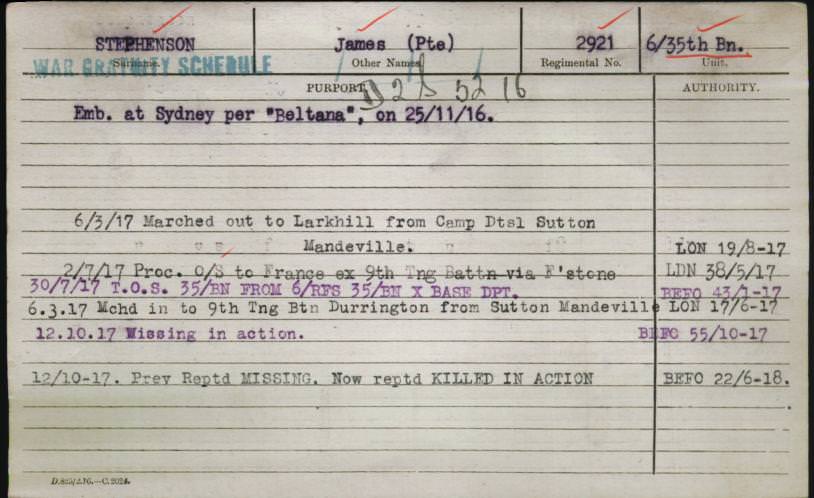 STEPHENSON James (Pte) 2921 6/35th Bn.
Surname. Other Names. Regimental No. Unit.
WAR GRATUITY SCHEDULE
PURPORT. AUTHORITY.
Emb. at Sydney per "Beltana", on 25/11/16.
6/3/17 Marched out to Larkhill from Camp Dtsl Sutton
Mandeville. LON 19/8-17
2/7/17 Proc. O/S to France ex 9th Tng Battn via F'stone LDN 38/5/17
30/7/17 T.O.S. 35/BN FROM 6/RFS 35/BN X BASE DPT. BEFO 43/1-17
6.3.17 Mchd in to 9th Tng Btn Durrington from Sutton Mandeville LON 17/6-17
12.10.17 Missing in action. BEFO 55/10-17
12/10-17. Prev Reptd MISSING. Now reptd KILLED IN ACTION BEFO 22/6-18.